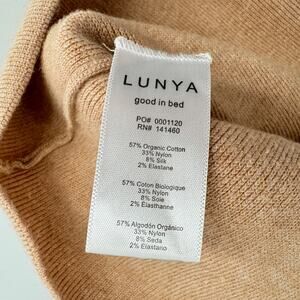 LUNYA
good in bed
PO# 0001120
RN# 141460
57% Organic Cotton
33% Nylon
8% Silk
2% Elastane
57% Coton Biologique
33% Nylon
8% Soie
2% Élasthanne
57% Algodón Orgánico
33% Nylon
8% Seda
2% Elastano